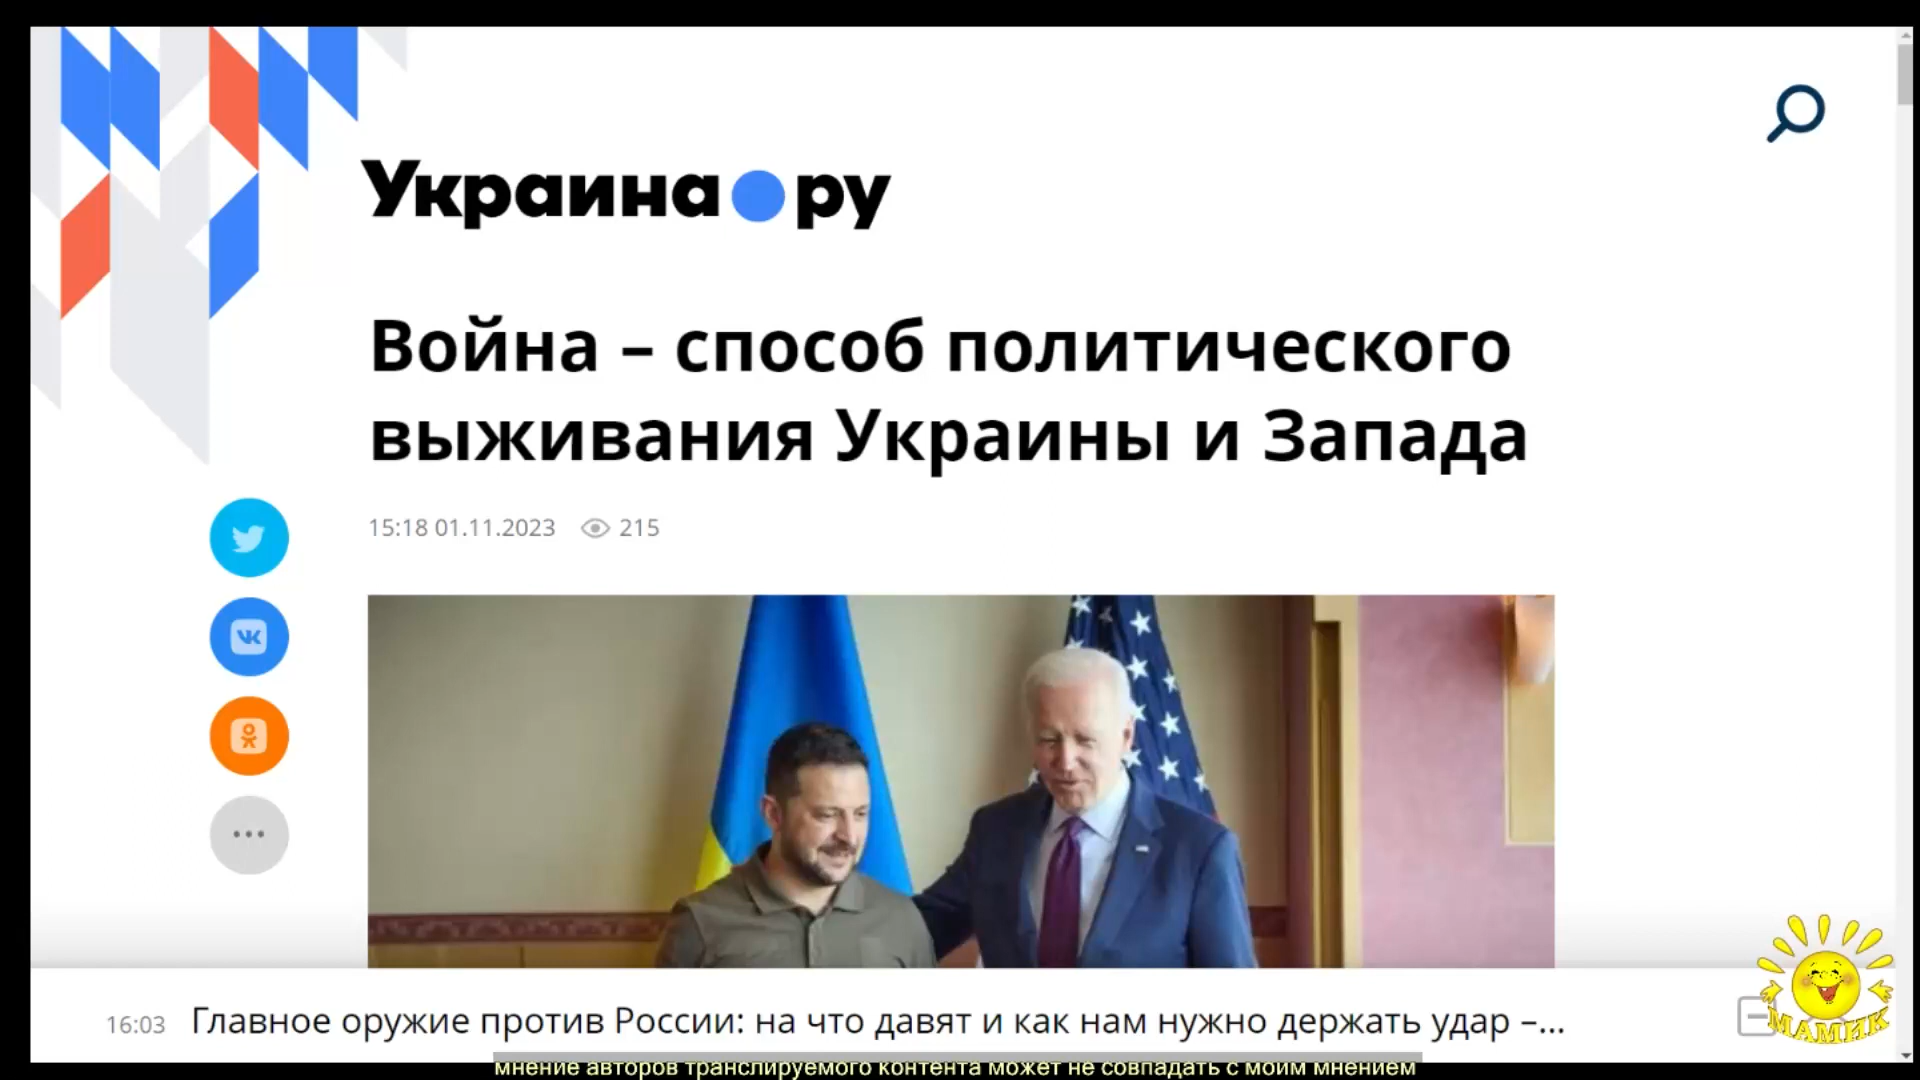 Украина ру
Война – способ политического
выживания Украины и Запада
15:18 01.11.2023 215
16:03 Главное оружие против России: на что давят и как нам нужно держать удар –...
МАМИК
мнение авторов транслируемого контента может не совпадать с моим мнением